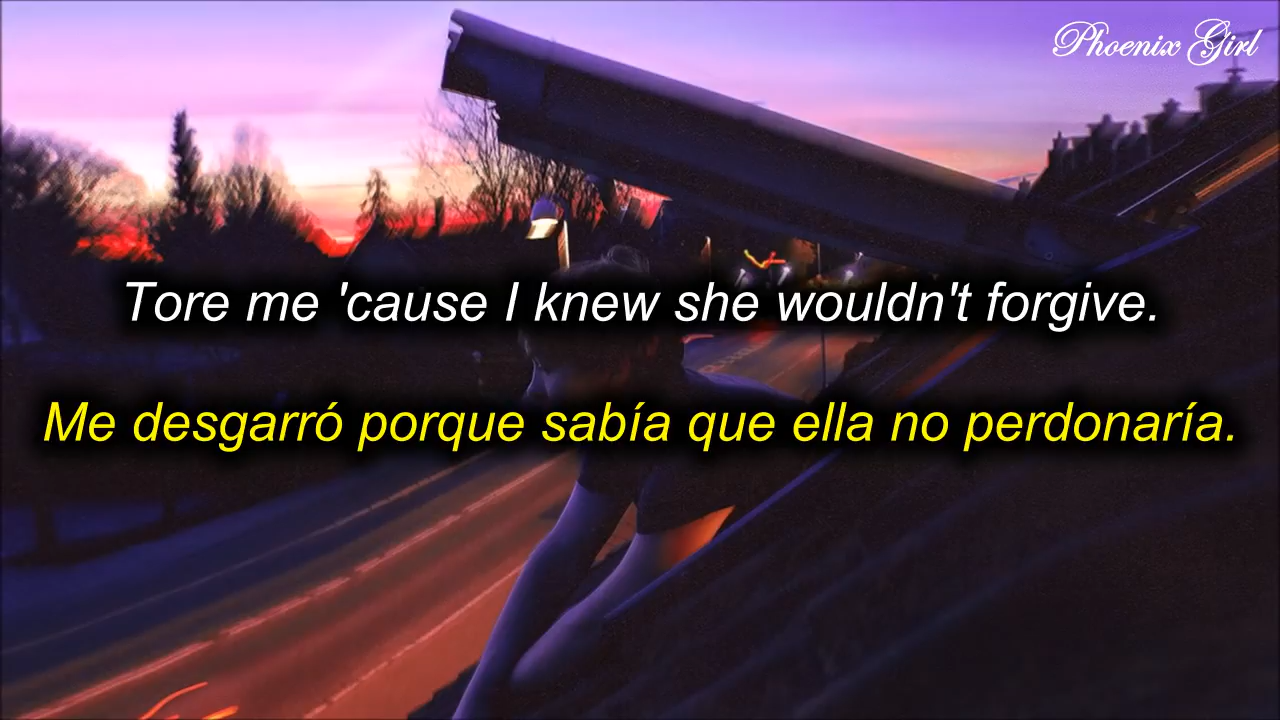 Phoenix Girl
Tore me 'cause I knew she wouldn't forgive.
Me desgarró porque sabía que ella no perdonaría.